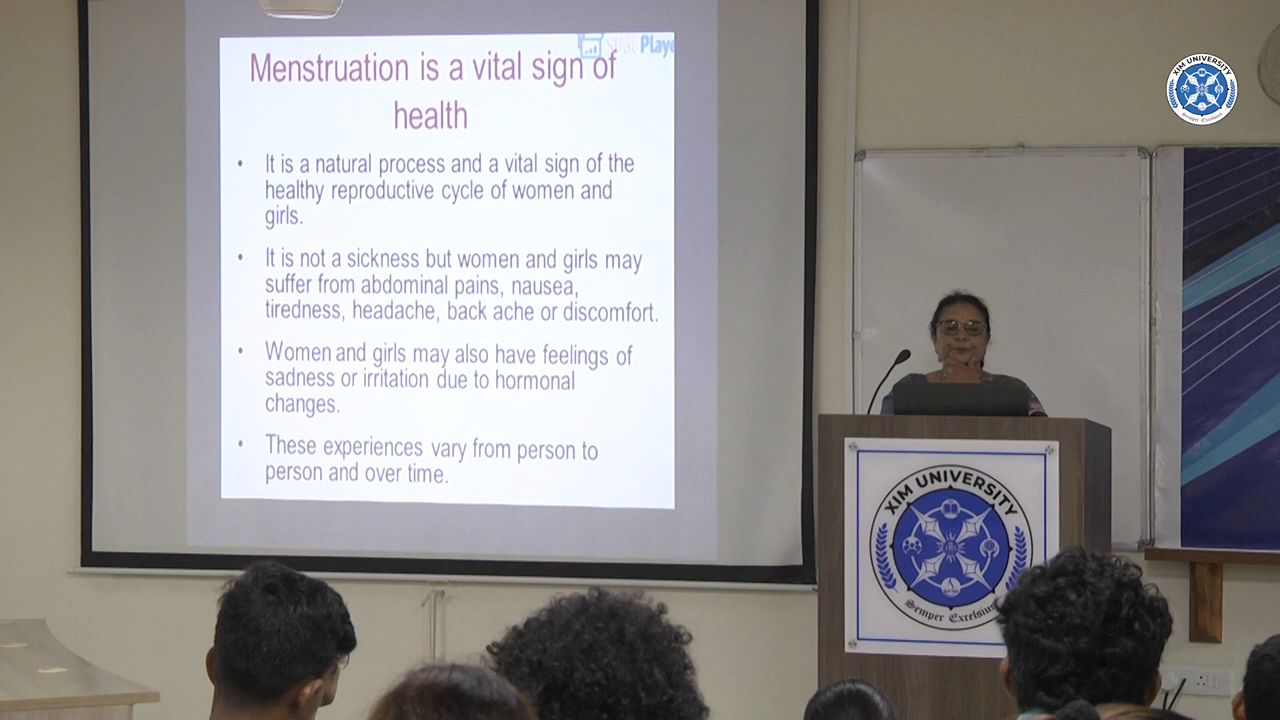 SlidePlaye
Menstruation is a vital sign of
health
• It is a natural process and a vital sign of the
healthy reproductive cycle of women and
girls.
• It is not a sickness but women and girls may
suffer from abdominal pains, nausea,
tiredness, headache, back ache or discomfort.
• Women and girls may also have feelings of
sadness or irritation due to hormonal
changes.
• These experiences vary from person to
person and over time.
XIM UNIVERSITY
Semper Excelsius
XIM UNIVERSITY
Semper Excelsius